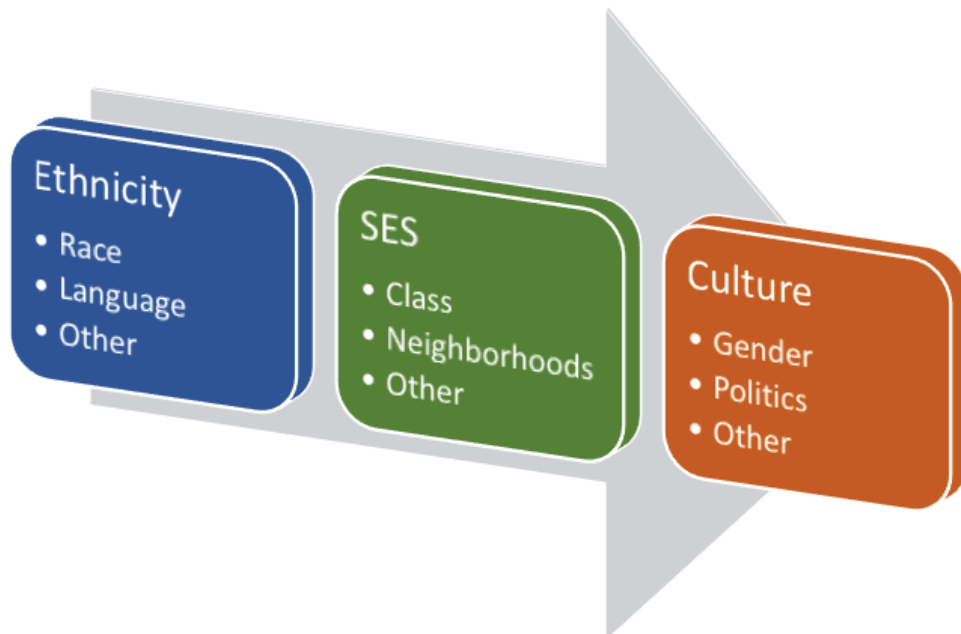 Ethnicity
• Race
• Language
• Other
SES
• Class
• Neighborhoods
• Other
Culture
• Gender
• Politics
• Other